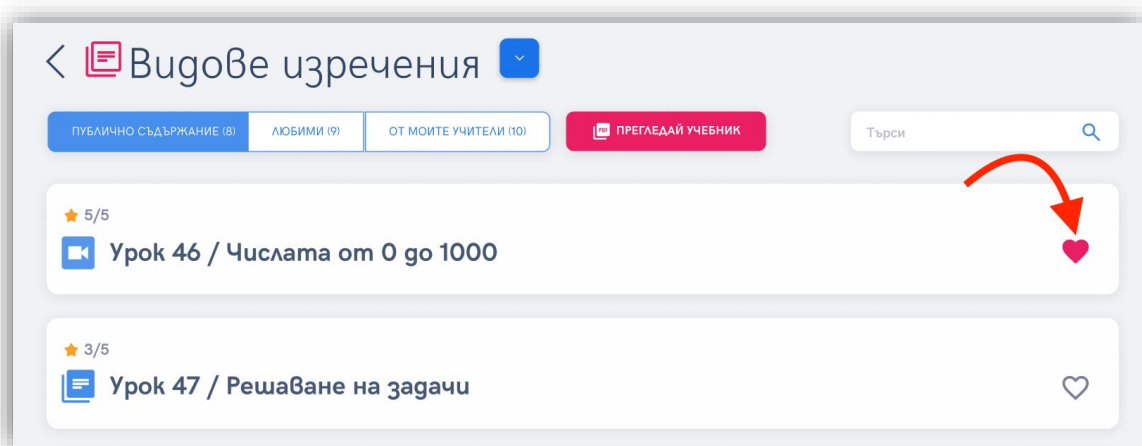 Видове изречения
ПУБЛИЧНО СЪДЪРЖАНИЕ (8) ЛЮБИМИ (9) ОТ МОИТЕ УЧИТЕЛИ (10) PDF ПРЕГЛЕДАЙ УЧЕБНИК Търси
5/5
Урок 46 / Числата от 0 до 1000
3/5
Урок 47 / Решаване на задачи